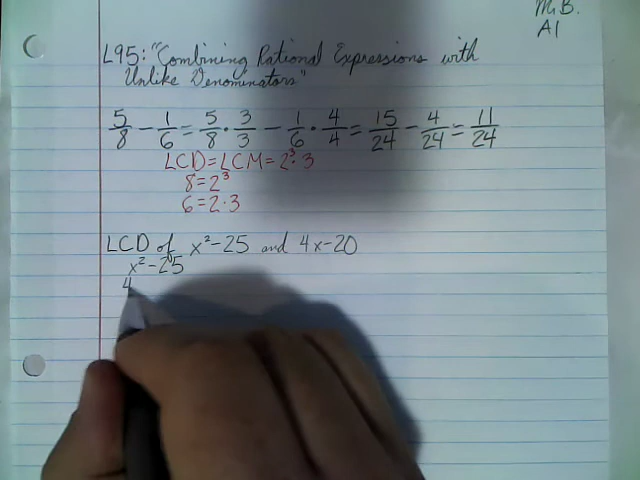 M.B.
A1
L95: "Combining Rational Expressions with
Unlike Denominators"
5/8 - 1/6 = 5/8 · 3/3 - 1/6 · 4/4 = 15/24 - 4/24 = 11/24
LCD = LCM = 2³ · 3
8 = 2³
6 = 2 · 3
LCD of x² - 25 and 4x - 20
x² - 25
4